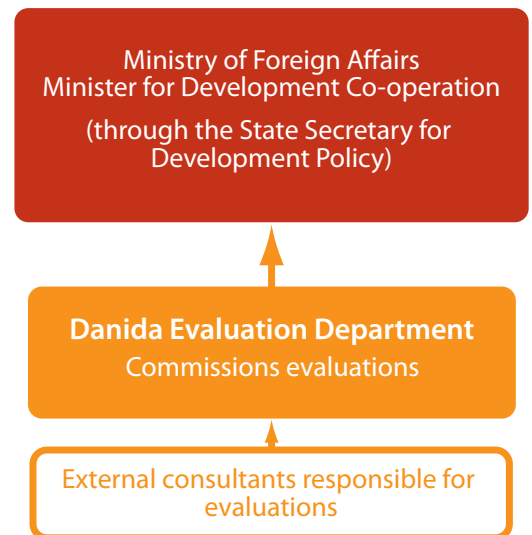 Ministry of Foreign Affairs
Minister for Development Co-operation
(through the State Secretary for
Development Policy)
Danida Evaluation Department
Commissions evaluations
External consultants responsible for
evaluations